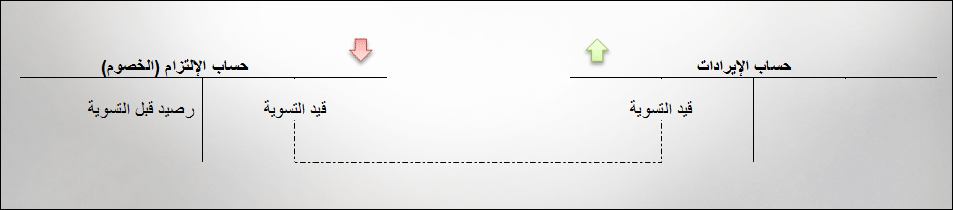 حساب الإيرادات
حساب الإلتزام (الخصوم)
قيد التسوية
قيد التسوية
رصيد قبل التسوية